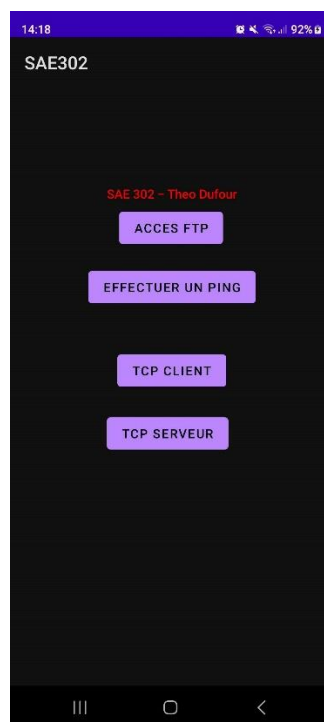 14:18 92%
SAE302
SAE 302 – Theo Dufour
ACCES FTP
EFFECTUER UN PING
TCP CLIENT
TCP SERVEUR